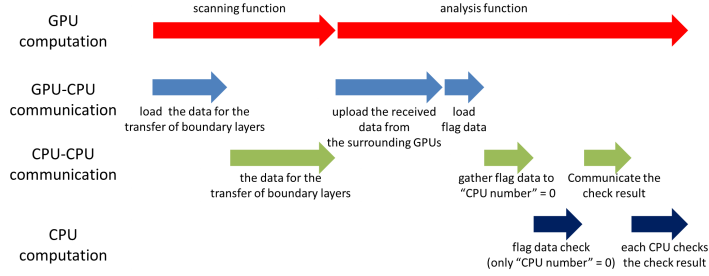 scanning function
analysis function
GPU
computation
GPU-CPU
communication
load  the data for the
transfer of boundary layers
upload the received
data from
the surrounding GPUs
load
flag data
CPU-CPU
communication
the data for the
transfer of boundary layers
gather flag data to
“CPU number” = 0
Communicate the
check result
CPU
computation
flag data check
(only “CPU number” = 0)
each CPU checks
the check result